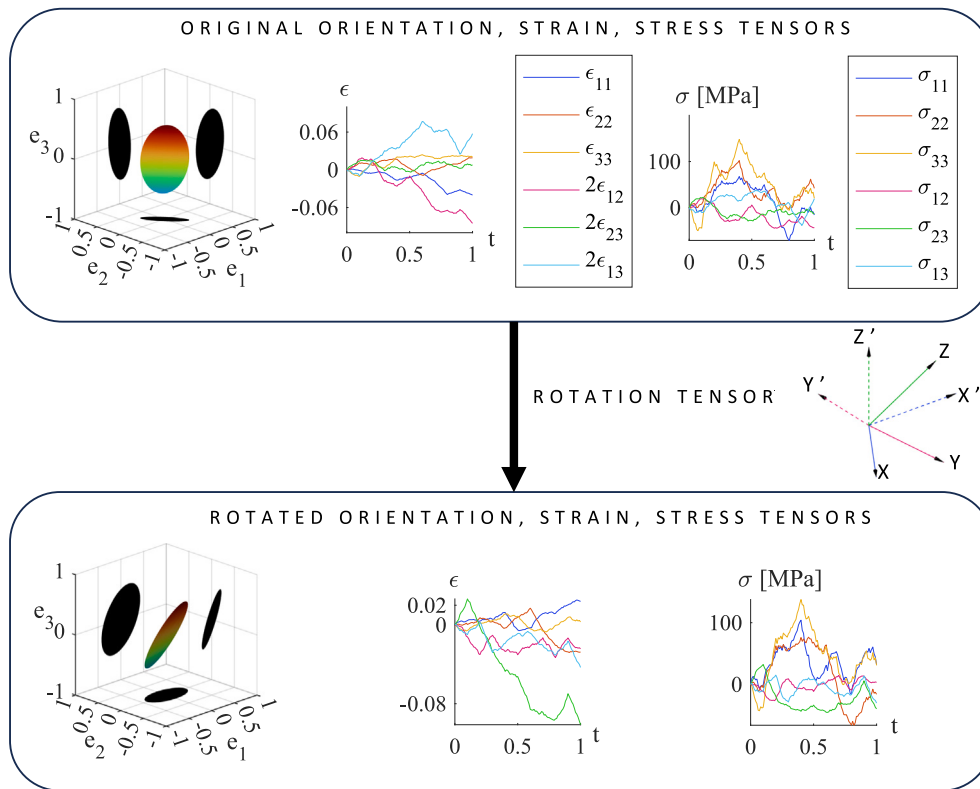 ORIGINAL ORIENTATION, STRAIN, STRESS TENSORS
1
e3 0
-1
1
0.5
0
-0.5
-1
e2
-1
-0.5
0
0.5
1
e1
ϵ
0.06
0
-0.06
0 0.5 1
t
ϵ11
ϵ22
ϵ33
2ϵ12
2ϵ23
2ϵ13
σ [MPa]
100
0
0 0.5 1
t
σ11
σ22
σ33
σ12
σ23
σ13
ROTATION TENSOR
Z'
Z
Y'
X'
Y
X
ROTATED ORIENTATION, STRAIN, STRESS TENSORS
1
e3 0
-1
1
0.5
0
-0.5
-1
e2
-1
-0.5
0
0.5
1
e1
ϵ
0.02
0
-0.08
0 0.5 1
t
σ [MPa]
100
0
0 0.5 1
t